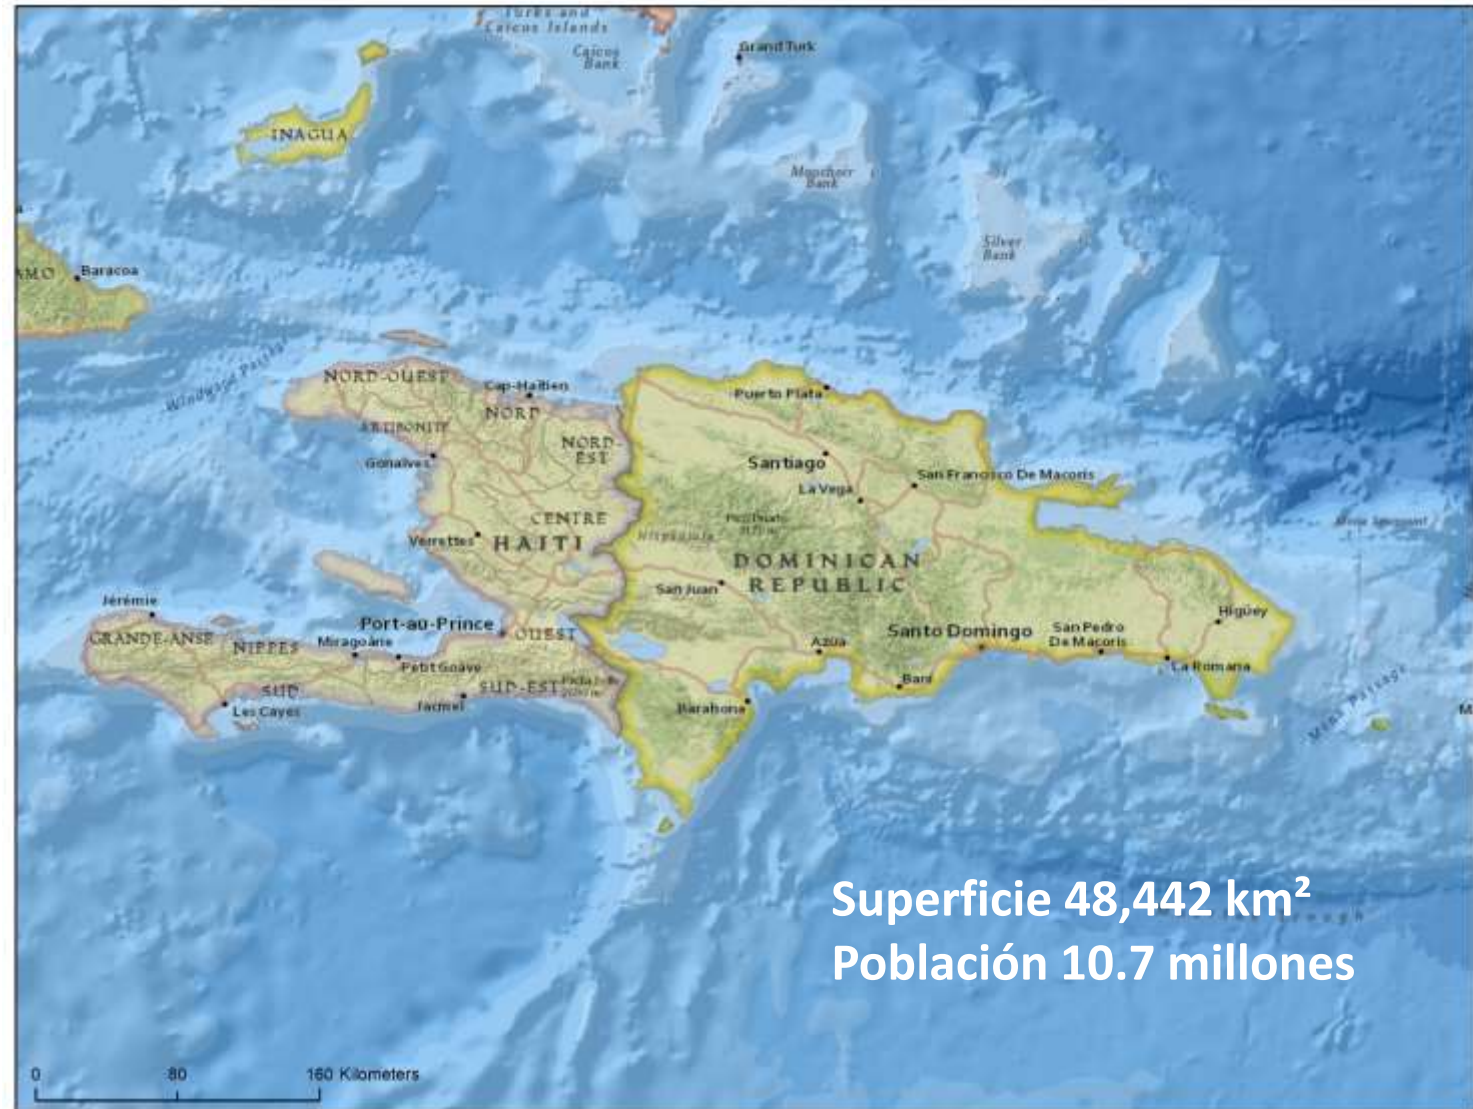 Turks and
Caicos Islands
Caicos
Bank
Grand Turk
INAGUA
Mouchoir
Bank
Silver
Bank
AMO
Baracoa
Windward Passage
NORD-OUEST
Cap-Haïtien
NORD
Puerto Plata
ARTIBONITE
NORD-
EST
Gonaïves
Santiago
San Francisco De Macorís
La Vega
CENTRE
Verrettes
HAITI
DOMINICAN
REPUBLIC
San Juan
Jérémie
Port-au-Prince
OUEST
Higüey
GRANDE-ANSE
NIPPES
Miragoâne
Petit Goâve
Azua
Santo Domingo
San Pedro
De Macorís
La Romana
SUD
SUD-EST
Les Cayes
Jacmel
Barahona
Baní
Mona Passage
M
Superficie 48,442 km²
Población 10.7 millones
0 80 160 Kilometers